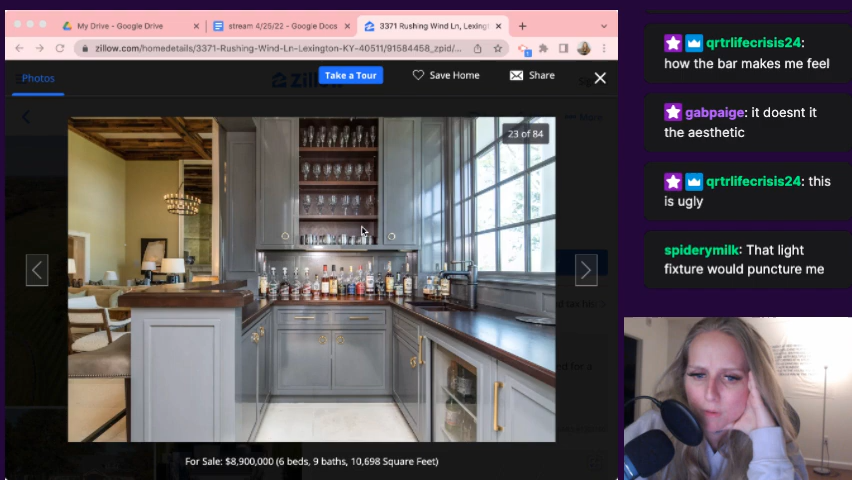 My Drive - Google Drive
stream 4/25/22 - Google Docs
3371 Rushing Wind Ln, Lexingt
zillow.com/homedetails/3371-Rushing-Wind-Ln-Lexington-KY-40511/91584458_zpid/...
Photos
Zillow
Take a Tour
Save Home
Share
More
23 of 84
For Sale: $8,900,000 (6 beds, 9 baths, 10,698 Square Feet)
qrtrlifecrisis24:
how the bar makes me feel
gabpaige: it doesnt it
the aesthetic
qrtrlifecrisis24: this
is ugly
spiderymilk: That light
fixture would puncture me